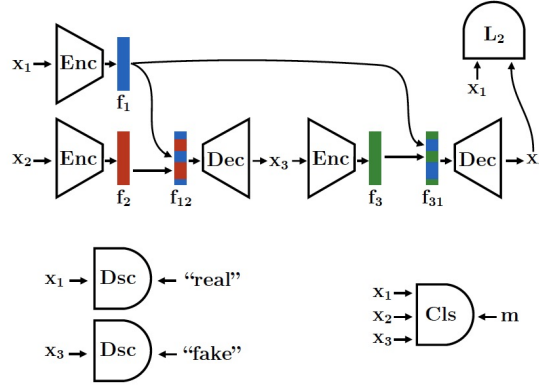 L2
x1 Enc
f1
x1
x2 Enc Dec x3 Enc Dec x
f2 f12 f3 f31
x1 Dsc “real”
x3 Dsc “fake”
x1
x2 Cls m
x3